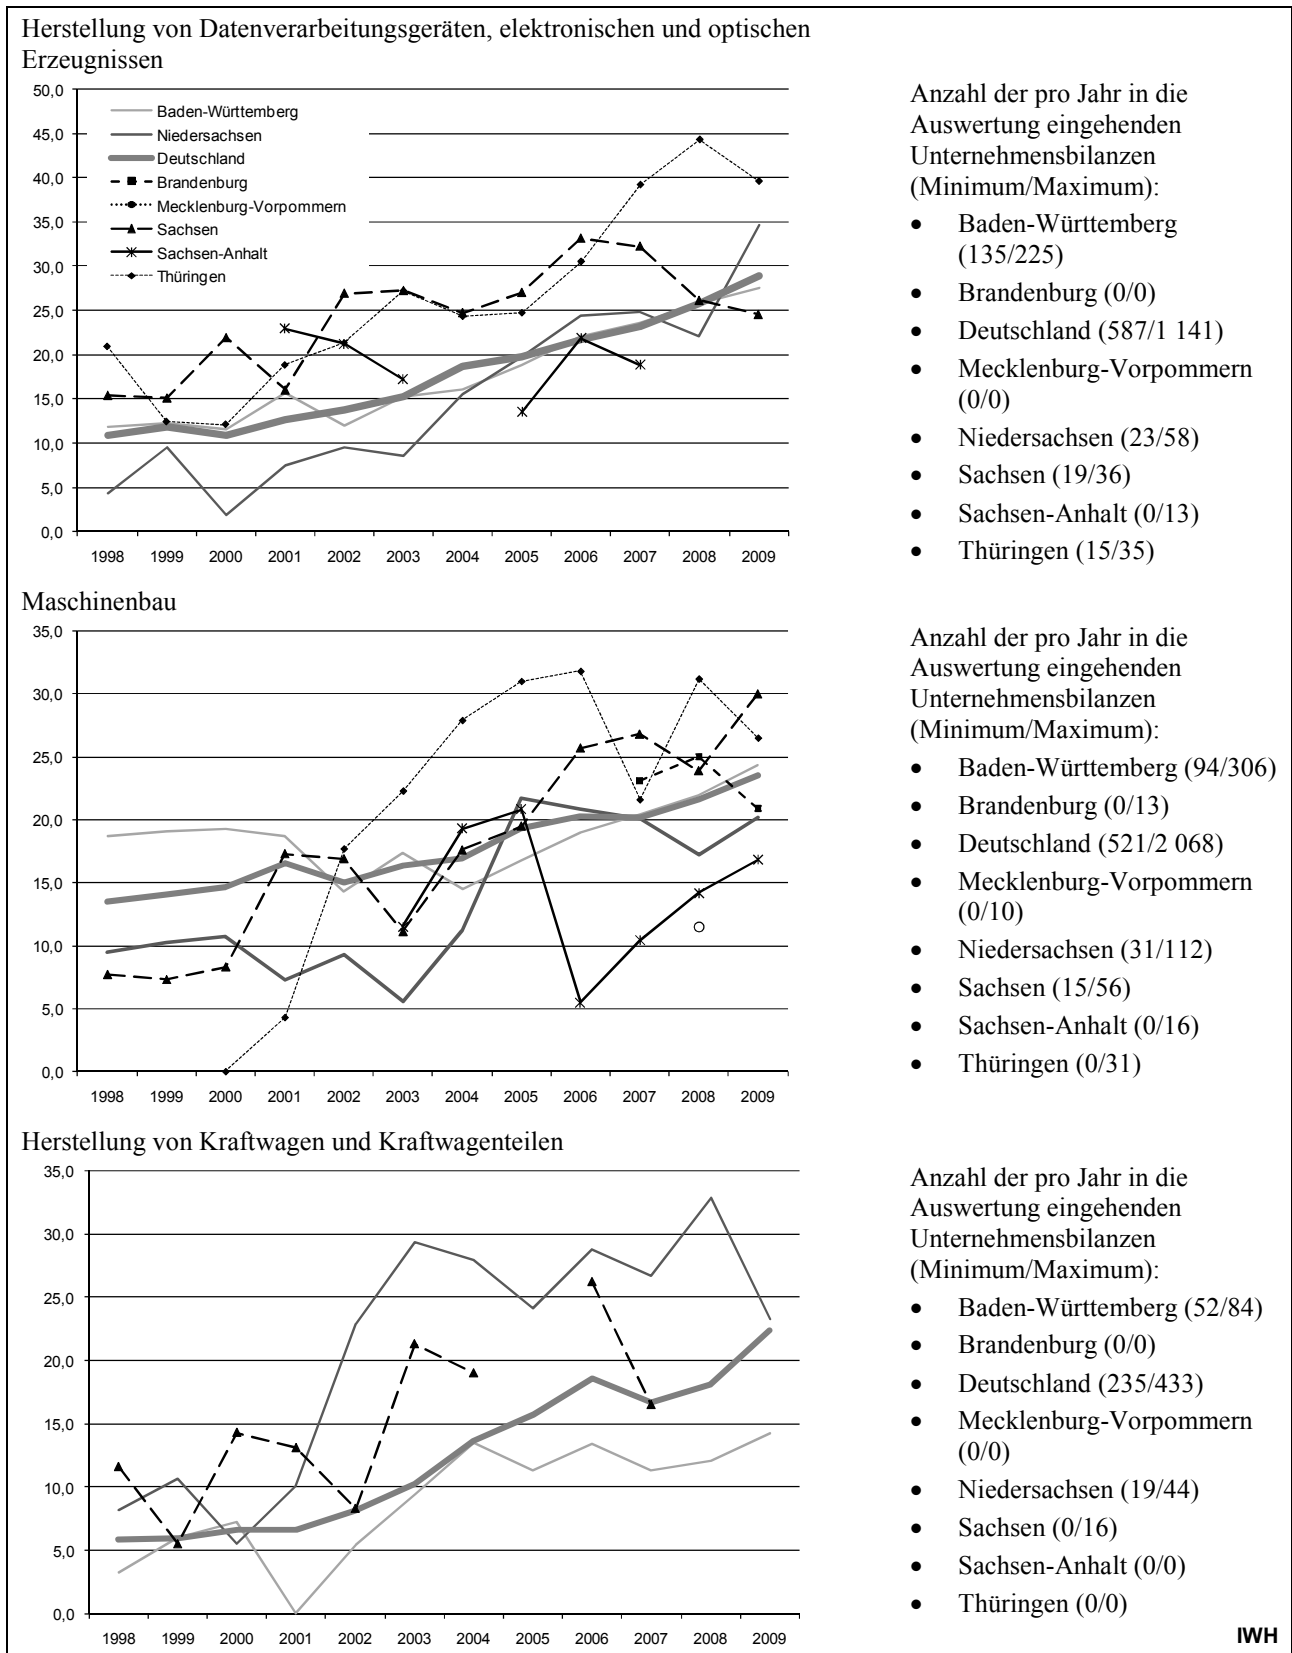 Herstellung von Datenverarbeitungsgeräten, elektronischen und optischen
Erzeugnissen
50,0
45,0
40,0
35,0
30,0
25,0
20,0
15,0
10,0
5,0
0,0
Baden-Württemberg
Niedersachsen
Deutschland
Brandenburg
Mecklenburg-Vorpommern
Sachsen
Sachsen-Anhalt
Thüringen
1998 1999 2000 2001 2002 2003 2004 2005 2006 2007 2008 2009
Anzahl der pro Jahr in die
Auswertung eingehenden
Unternehmensbilanzen
(Minimum/Maximum):
• Baden-Württemberg
(135/225)
• Brandenburg (0/0)
• Deutschland (587/1 141)
• Mecklenburg-Vorpommern
(0/0)
• Niedersachsen (23/58)
• Sachsen (19/36)
• Sachsen-Anhalt (0/13)
• Thüringen (15/35)
Maschinenbau
35,0
30,0
25,0
20,0
15,0
10,0
5,0
0,0
1998 1999 2000 2001 2002 2003 2004 2005 2006 2007 2008 2009
Anzahl der pro Jahr in die
Auswertung eingehenden
Unternehmensbilanzen
(Minimum/Maximum):
• Baden-Württemberg (94/306)
• Brandenburg (0/13)
• Deutschland (521/2 068)
• Mecklenburg-Vorpommern
(0/10)
• Niedersachsen (31/112)
• Sachsen (15/56)
• Sachsen-Anhalt (0/16)
• Thüringen (0/31)
Herstellung von Kraftwagen und Kraftwagenteilen
35,0
30,0
25,0
20,0
15,0
10,0
5,0
0,0
1998 1999 2000 2001 2002 2003 2004 2005 2006 2007 2008 2009
Anzahl der pro Jahr in die
Auswertung eingehenden
Unternehmensbilanzen
(Minimum/Maximum):
• Baden-Württemberg (52/84)
• Brandenburg (0/0)
• Deutschland (235/433)
• Mecklenburg-Vorpommern
(0/0)
• Niedersachsen (19/44)
• Sachsen (0/16)
• Sachsen-Anhalt (0/0)
• Thüringen (0/0)
IWH